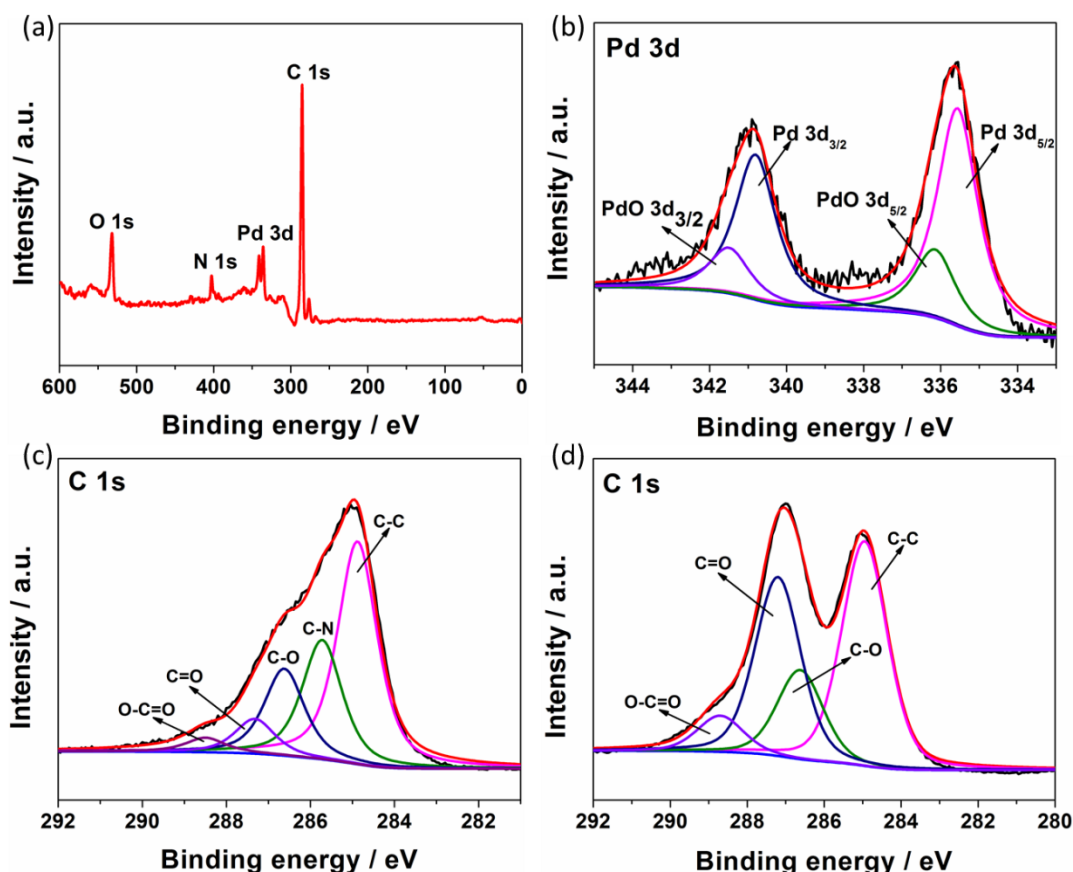 (a)
C 1s
O 1s
N 1s
Pd 3d
Intensity / a.u.
600 500 400 300 200 100 0
Binding energy / eV
(b)
Pd 3d
Pd 3d3/2
Pd 3d5/2
PdO 3d3/2
PdO 3d5/2
Intensity / a.u.
344 342 340 338 336 334
Binding energy / eV
(c)
C 1s
C-C
C-N
C-O
C=O
O-C=O
Intensity / a.u.
292 290 288 286 284 282
Binding energy / eV
(d)
C 1s
C=O
C-C
C-O
O-C=O
Intensity / a.u.
292 290 288 286 284 282 280
Binding energy / eV